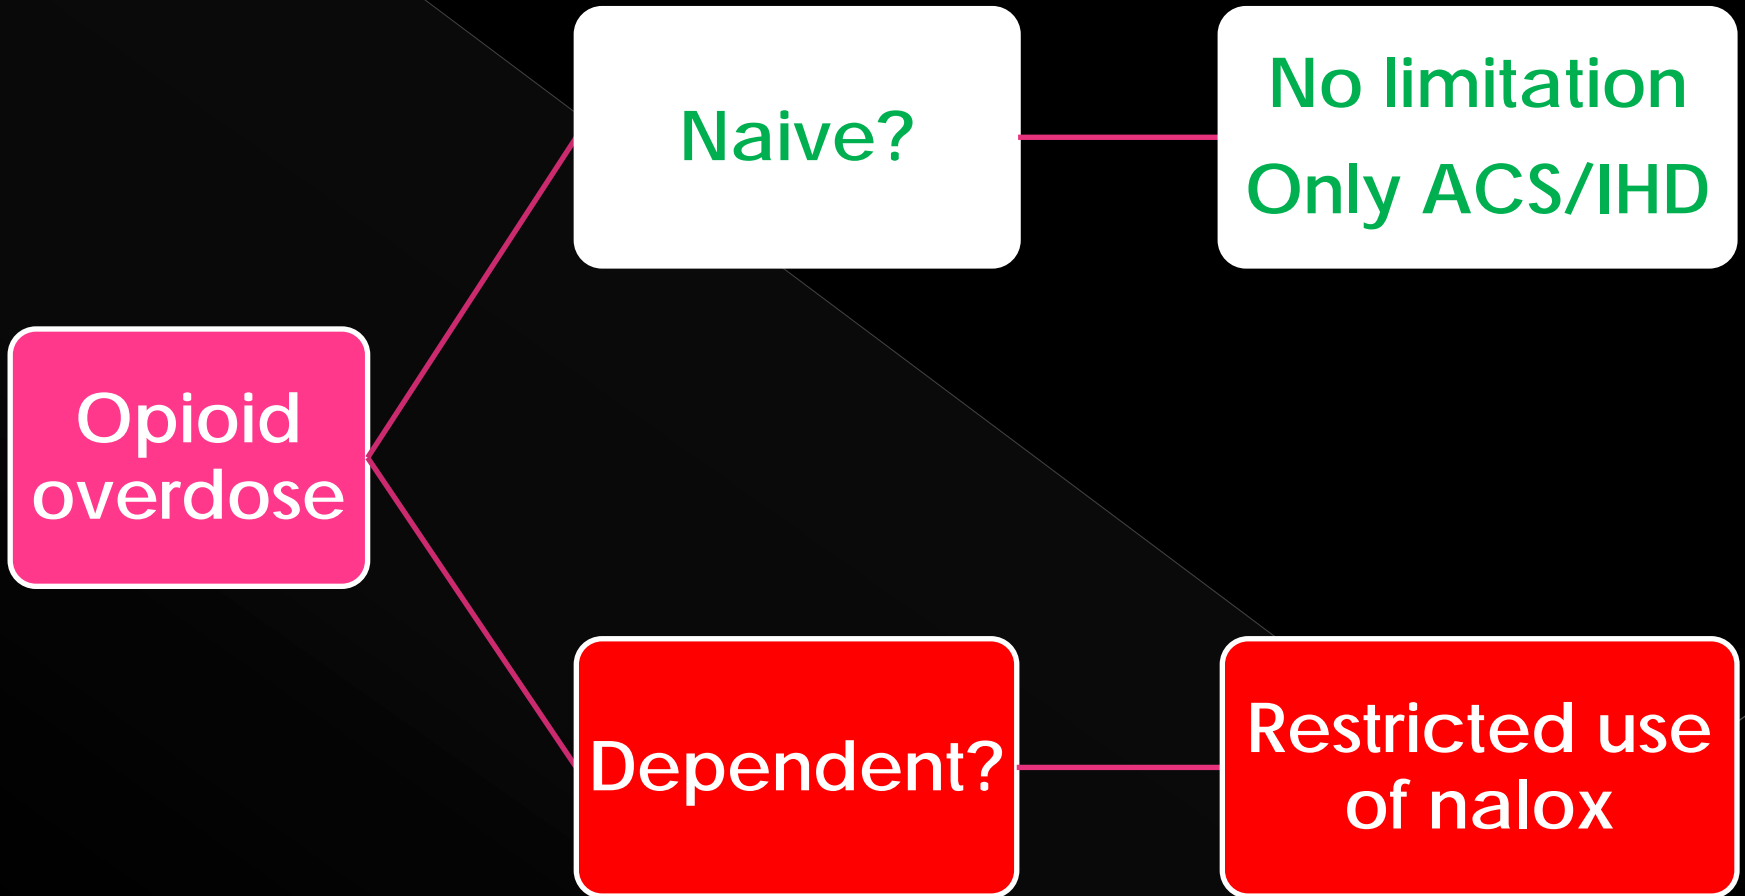 Opioid
overdose
Naive?
No limitation
Only ACS/IHD
Dependent?
Restricted use
of nalox